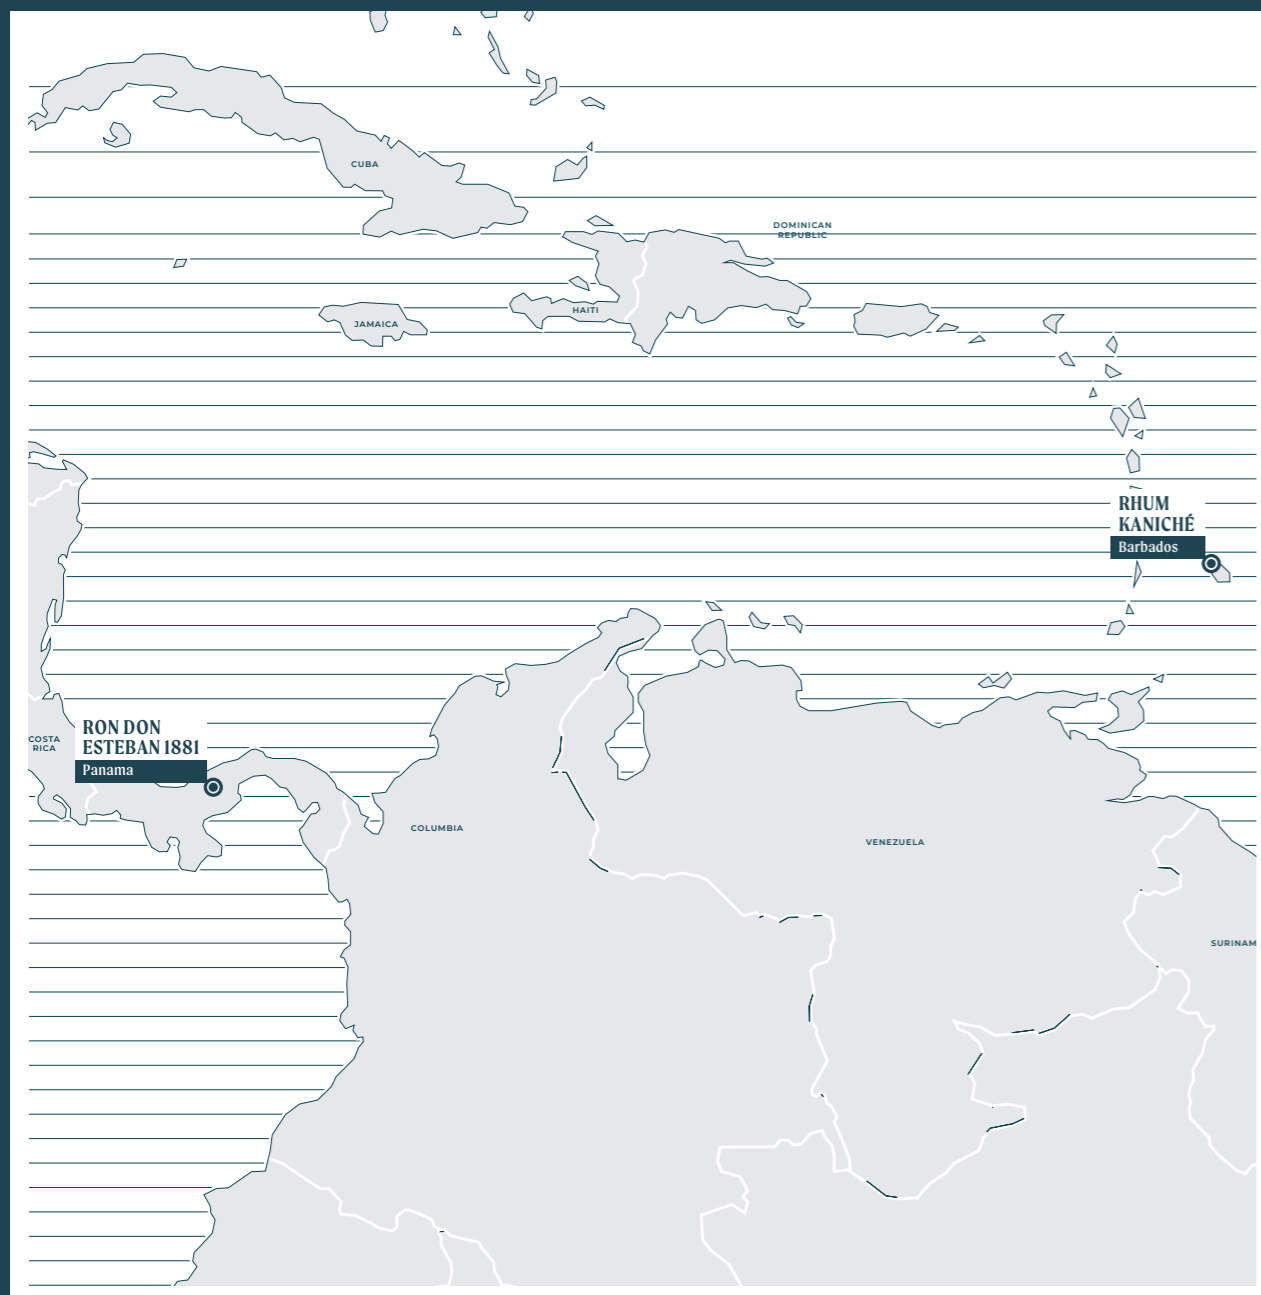 CUBA
DOMINICAN
REPUBLIC
HAITI
JAMAICA
RHUM
KANICHÉ
Barbados
RON DON
ESTEBAN 1881
Panama
COSTA
RICA
COLUMBIA
VENEZUELA
SURINAM